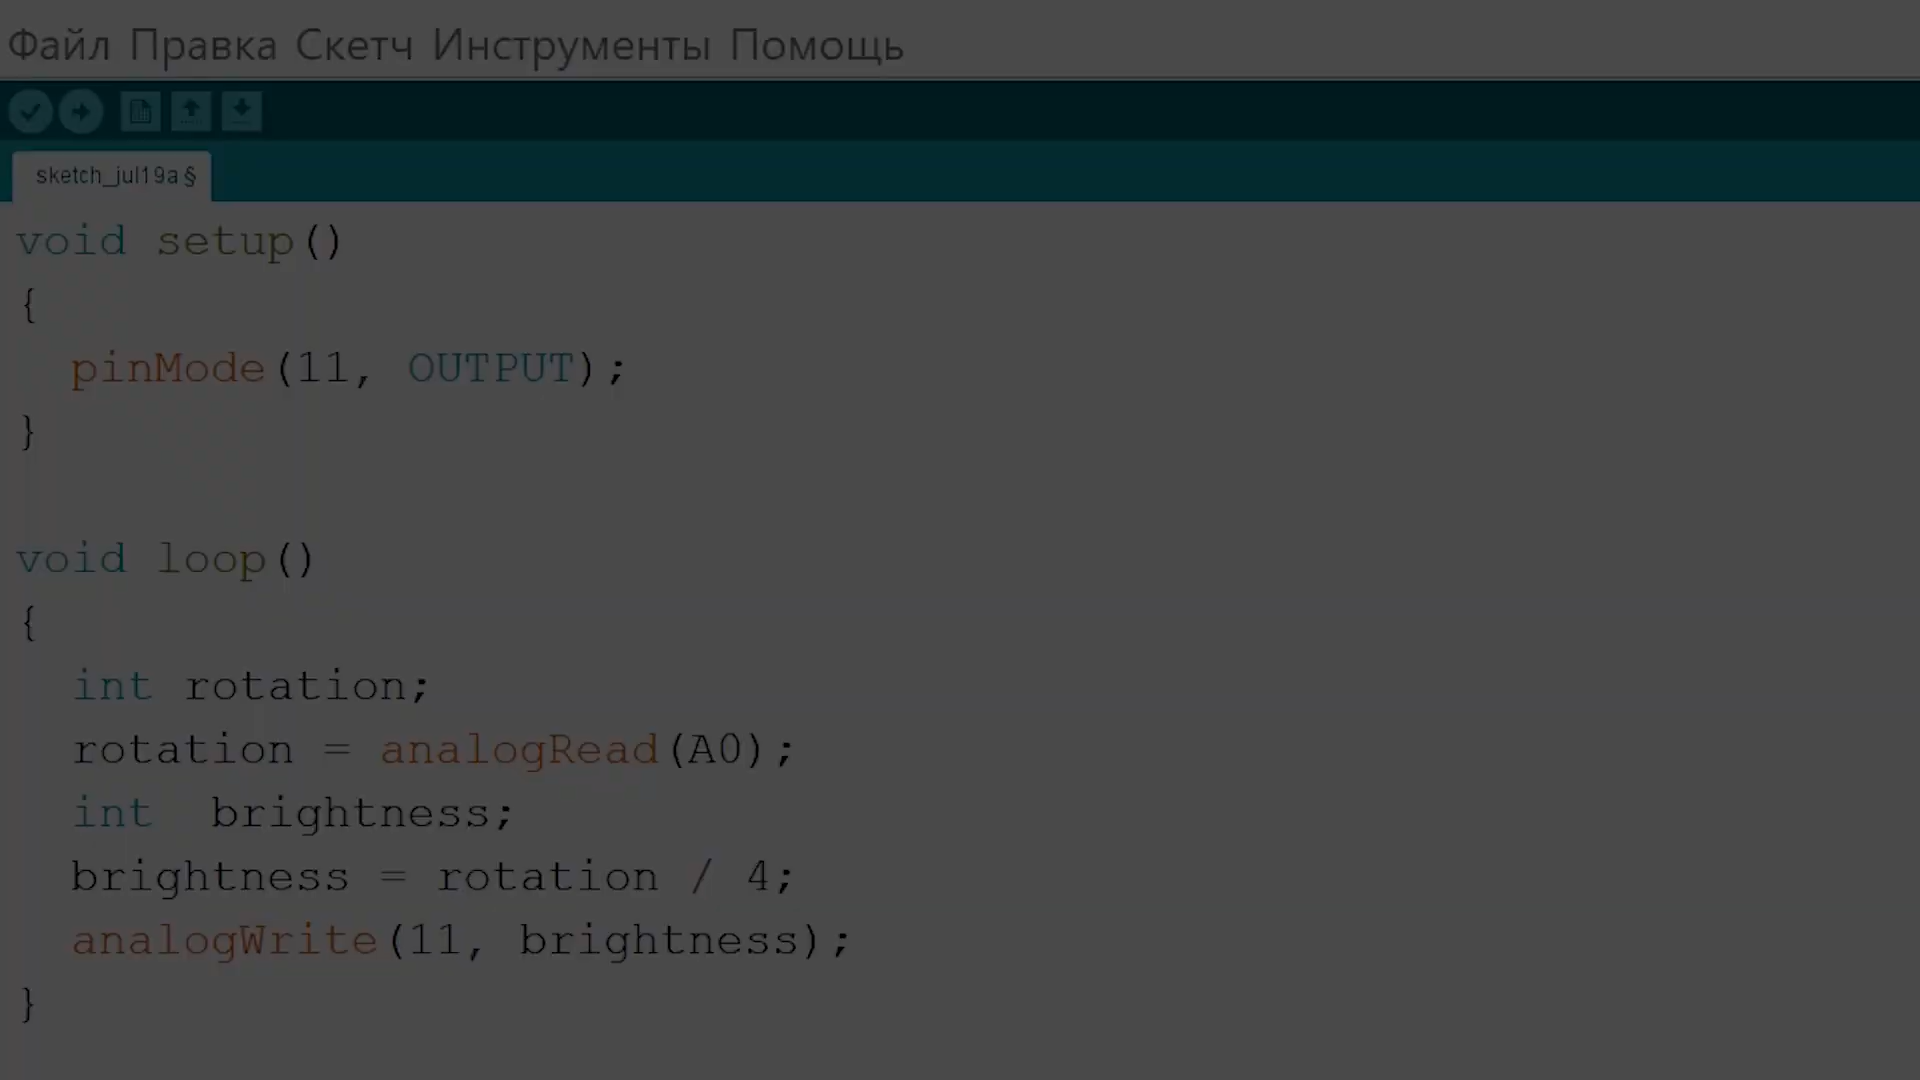 Файл Правка Скетч Инструменты Помощь
sketch_jul19a§
void setup()
{
  pinMode(11, OUTPUT);
}
void loop()
{
  int rotation;
  rotation = analogRead(A0);
  int  brightness;
  brightness = rotation / 4;
  analogWrite(11, brightness);
}